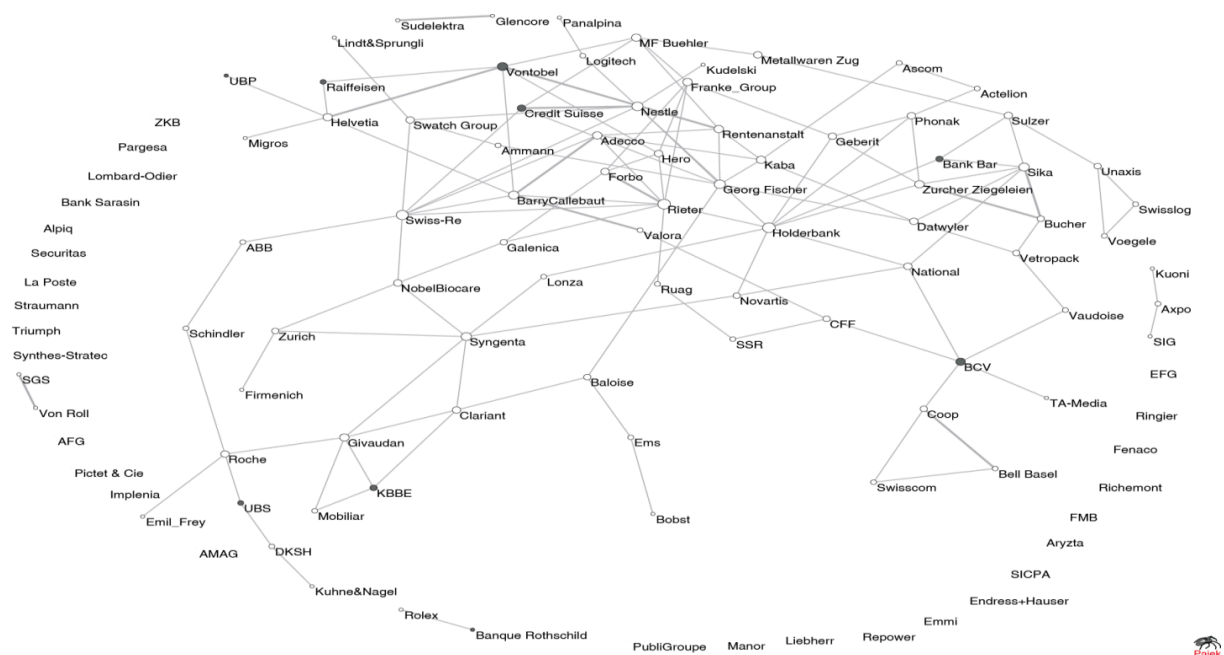 Sudelektra
Glencore
Panalpina
Lindt&Sprungli
MF Buehler
Logitech
Metallwaren Zug
Vontobel
Kudelski
Ascom
UBP
Raiffeisen
Franke_Group
Actelion
Credit Suisse
Nestle
ZKB
Helvetia
Swatch Group
Rentenanstalt
Phonak
Sulzer
Pargesa
Migros
Ammann
Adecco
Geberit
Hero
Kaba
Bank Bar
Lombard-Odier
Forbo
Sika
Unaxis
Bank Sarasin
BarryCallebaut
Georg Fischer
Zurcher Ziegeleien
Swiss-Re
Rieter
Swisslog
Alpiq
Valora
Holderbank
Datwyler
Bucher
Voegele
Securitas
ABB
Galenica
Vetropack
La Poste
NobelBiocare
Lonza
Ruag
National
Kuoni
Straumann
Novartis
Axpo
Triumph
Schindler
Zurich
Syngenta
SSR
CFF
Vaudoise
SIG
Synthes-Stratec
SGS
Firmenich
Baloise
BCV
EFG
Von Roll
Clariant
Coop
TA-Media
Ringier
AFG
Givaudan
Ems
Fenaco
Roche
Pictet & Cie
KBBE
Swisscom
Bell Basel
Richemont
Implenia
UBS
Mobiliar
Bobst
FMB
Emil_Frey
AMAG
DKSH
Aryzta
Kuhne&Nagel
SICPA
Rolex
Endress+Hauser
Banque Rothschild
Emmi
PubliGroupe
Manor
Liebherr
Repower
Pajek